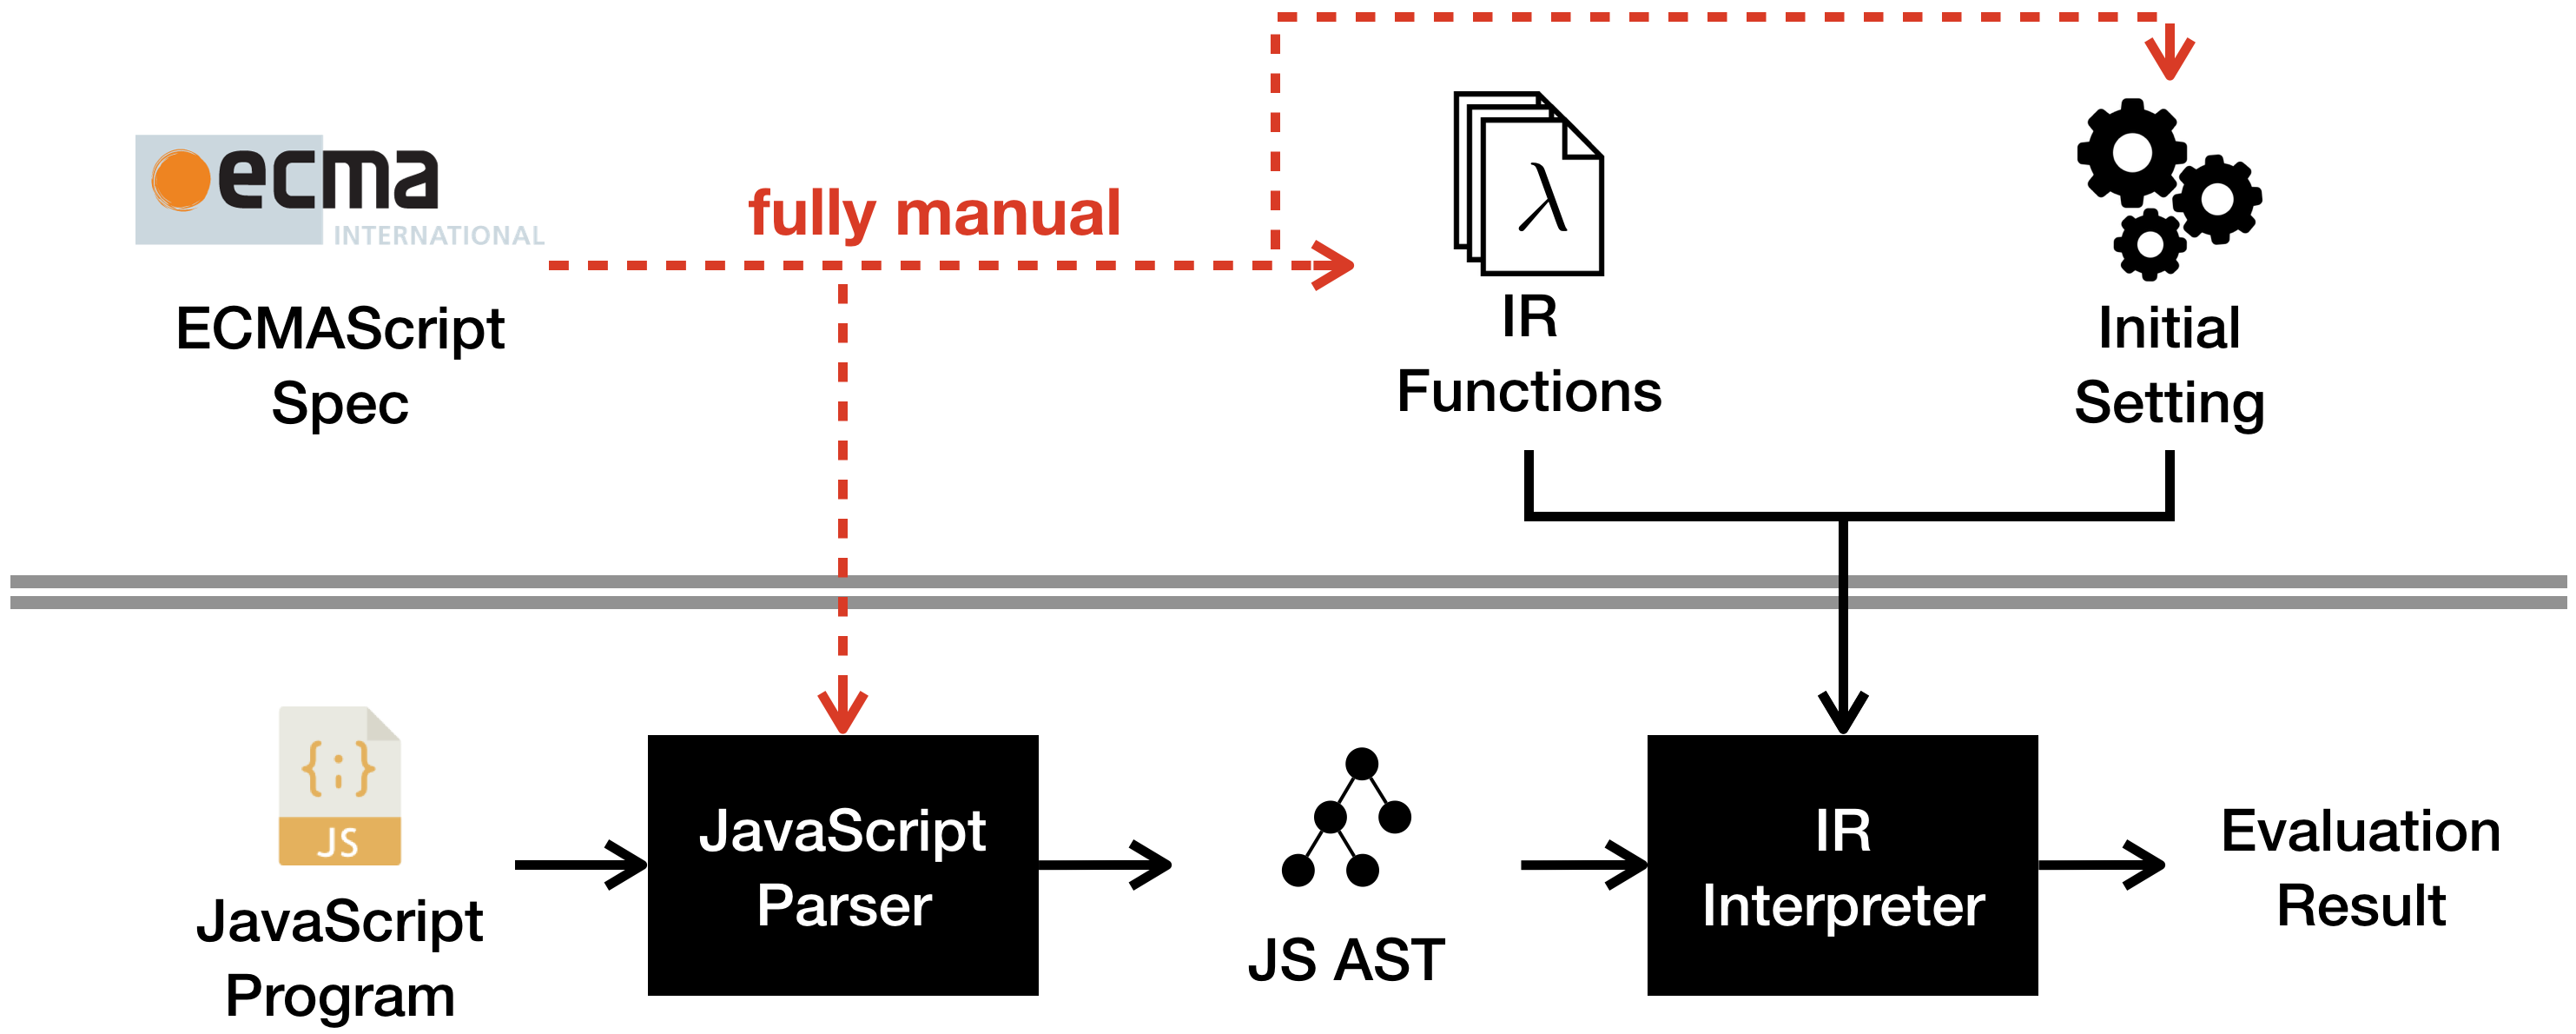 ecma
INTERNATIONAL
ECMAScript
Spec
fully manual
λ
IR
Functions
Initial
Setting
{;}
JS
JavaScript
Program
JavaScript
Parser
JS AST
IR
Interpreter
Evaluation
Result